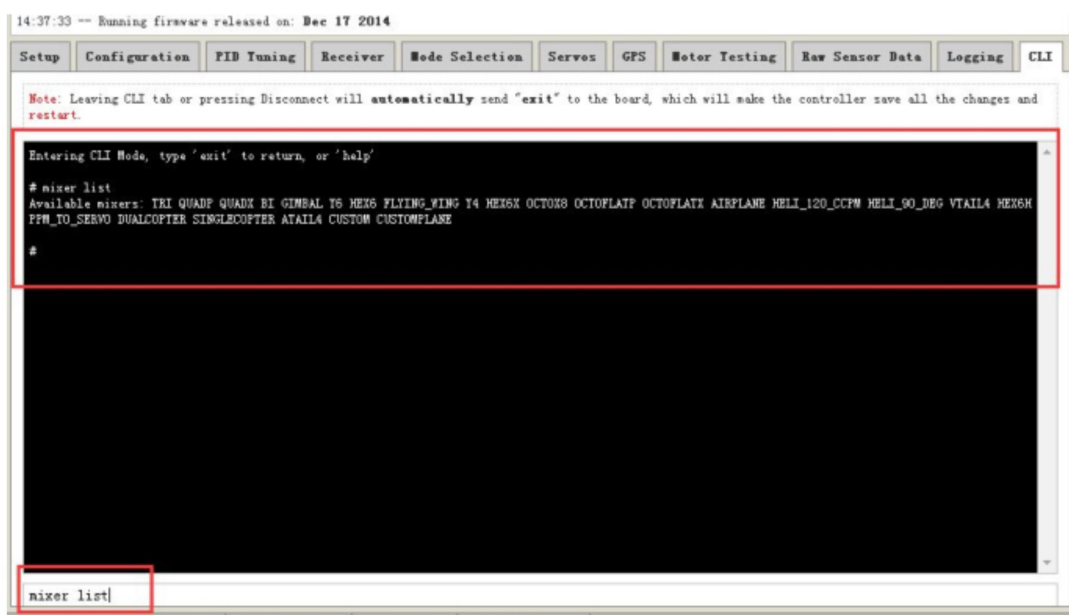 14:37:33 -- Running firmware released on: Dec 17 2014
Setup Configuration PID Tuning Receiver Mode Selection Servos GPS Motor Testing Raw Sensor Data Logging CLI
Note: Leaving CLI tab or pressing Disconnect will automatically send "exit" to the board, which will make the controller save all the changes and
restart.
Entering CLI Mode, type 'exit' to return, or 'help'
# mixer list
Available mixers: TRI QUADP QUADX BI GIMBAL Y6 HEX6 FLYING_WING Y4 HEX6X OCTOX8 OCTOFLATP OCTOFLATX AIRPLANE HELI_120_CCPM HELI_90_DEG VTAIL4 HEX6H
PPM_TO_SERVO DUALCOPTER SINGLECOPTER ATAIL4 CUSTOM CUSTOMPLANE
#
mixer list